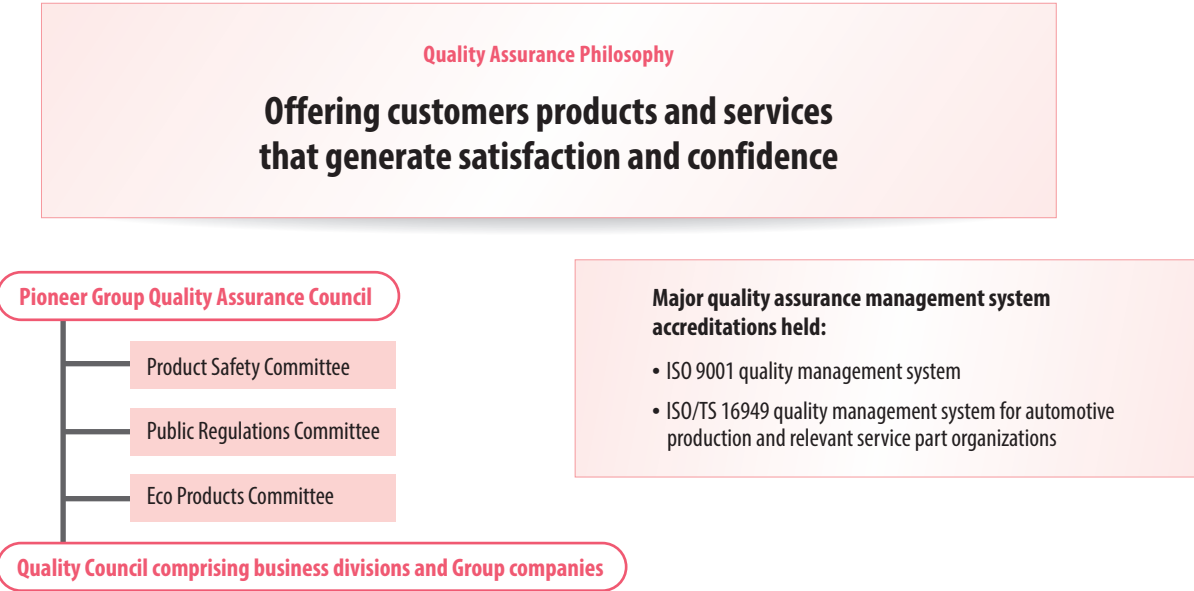 Quality Assurance Philosophy
Offering customers products and services
that generate satisfaction and confidence
Pioneer Group Quality Assurance Council
Product Safety Committee
Public Regulations Committee
Eco Products Committee
Quality Council comprising business divisions and Group companies
Major quality assurance management system
accreditations held:
• ISO 9001 quality management system
• ISO/TS 16949 quality management system for automotive
production and relevant service part organizations